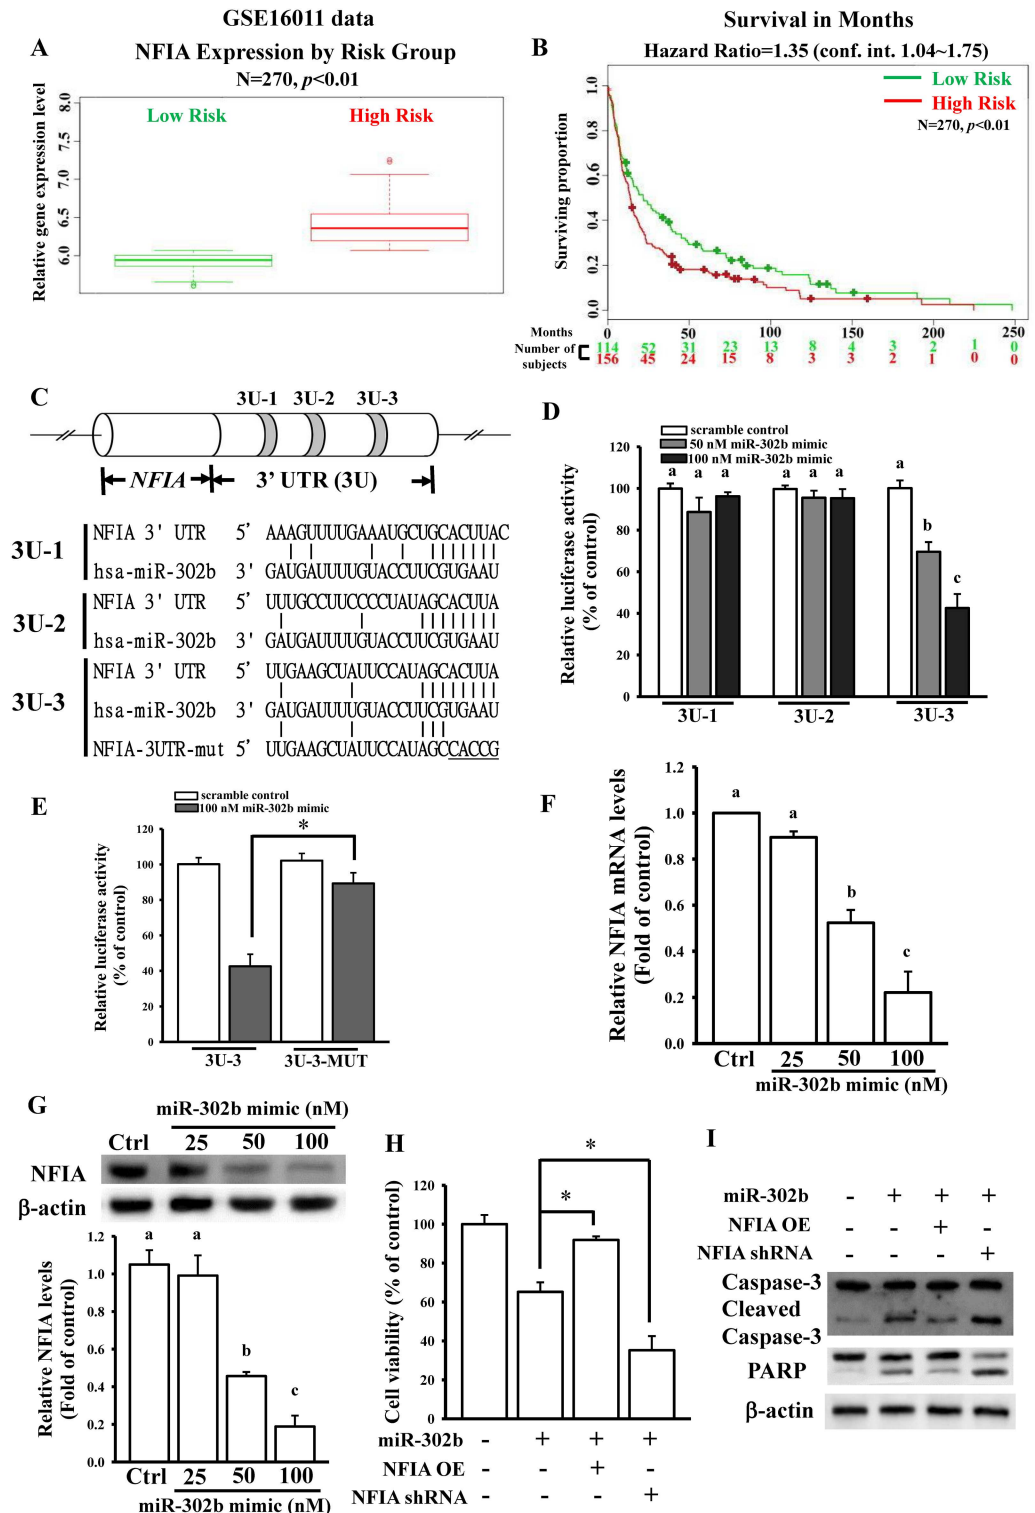 GSE16011 data
A
NFIA Expression by Risk Group
N=270, p<0.01
Low Risk
High Risk
Relative gene expression level
8.0
7.5
7.0
6.5
6.0
Survival in Months
B
Hazard Ratio=1.35 (conf. int. 1.04~1.75)
Low Risk
High Risk
N=270, p<0.01
Surviving proportion
1.0
0.8
0.6
0.4
0.2
0.0
Months 0 50 100 150 200 250
Number of subjects
114 52 31 23 13 8 4 3 2 1 0
156 45 24 15 8 3 3 2 1 0 0
C
3U-1 3U-2 3U-3
NFIA 3' UTR (3U)
3U-1
NFIA 3' UTR 5' AAAGUUUUGAAAUGCUGCACUUAC
hsa-miR-302b 3' GAUGAUUUUGUACCUUCGUGAAU
3U-2
NFIA 3' UTR 5' UUUGCCUUCCCCUAUAGCACUUA
hsa-miR-302b 3' GAUGAUUUUGUACCUUCGUGAAU
3U-3
NFIA 3' UTR 5' UUGAAGCUAUUCCAUAGCACUUA
hsa-miR-302b 3' GAUGAUUUUGUACCUUCGUGAAU
NFIA-3UTR-mut 5' UUGAAGCUAUUCCAUAGCCACCG
D
scramble control
50 nM miR-302b mimic
100 nM miR-302b mimic
Relative luciferase activity
(% of control)
120
100
80
60
40
20
0
a a a a a a a b c
3U-1 3U-2 3U-3
E
scramble control
100 nM miR-302b mimic
Relative luciferase activity
(% of control)
120
100
80
60
40
20
0
*
3U-3 3U-3-MUT
F
Relative NFIA mRNA levels
(Fold of control)
1.2
1.0
0.8
0.6
0.4
0.2
0.0
a a b c
Ctrl 25 50 100
miR-302b mimic (nM)
G
miR-302b mimic (nM)
Ctrl 25 50 100
NFIA
β-actin
Relative NFIA levels
(Fold of control)
1.2
1.0
0.8
0.6
0.4
0.2
0.0
a a b c
Ctrl 25 50 100
miR-302b mimic (nM)
H
Cell viability (% of control)
120
100
80
60
40
20
0
*
*
miR-302b - + + +
NFIA OE - - + -
NFIA shRNA - - - +
I
miR-302b - + + +
NFIA OE - - + -
NFIA shRNA - - - +
Caspase-3
Cleaved
Caspase-3
PARP
β-actin